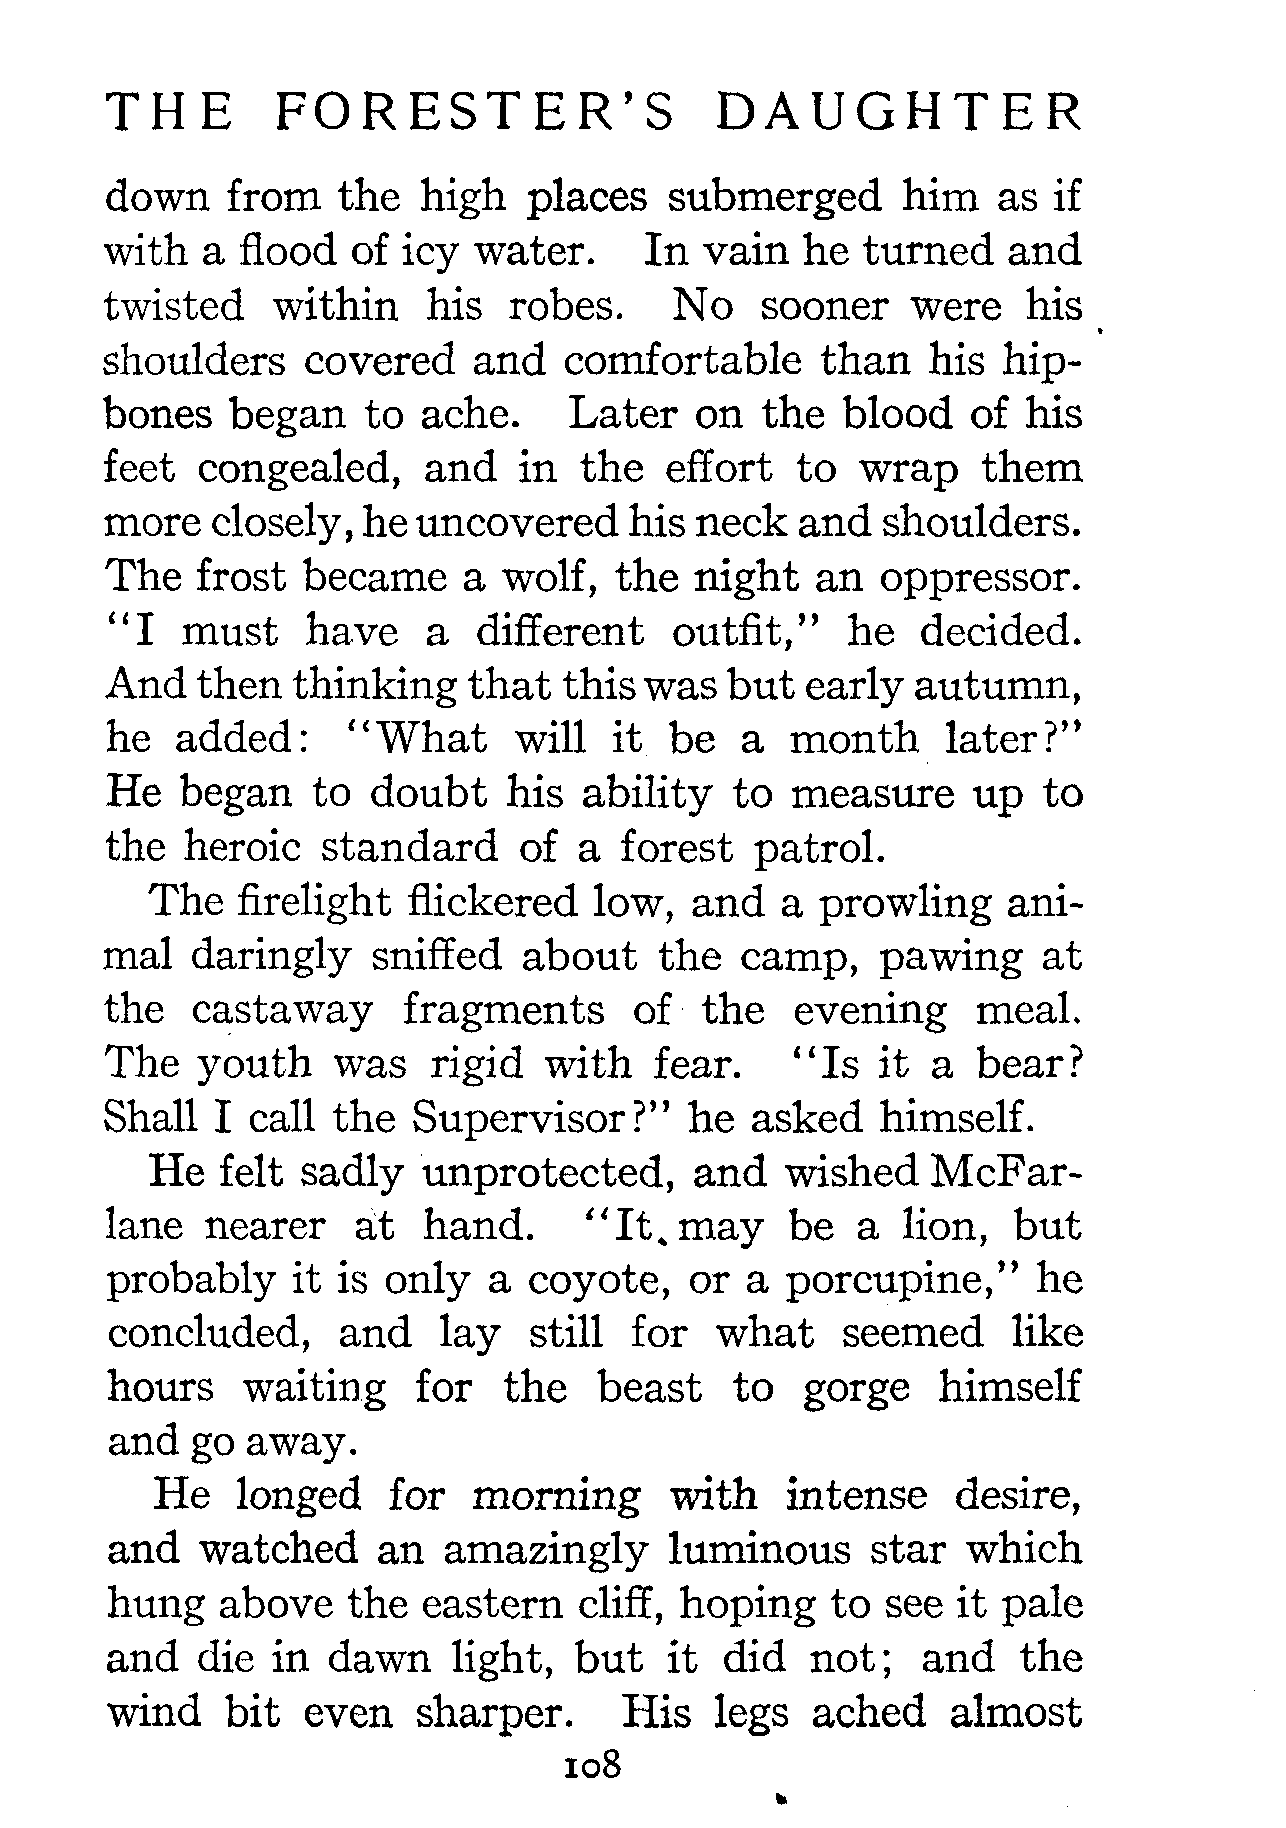 THE FORESTER'S DAUGHTER
down from the high places submerged him as if
with a flood of icy water. In vain he turned and
twisted within his robes. No sooner were his
shoulders covered and comfortable than his hip-
bones began to ache. Later on the blood of his
feet congealed, and in the effort to wrap them
more closely, he uncovered his neck and shoulders.
The frost became a wolf, the night an oppressor.
"I must have a different outfit," he decided.
And then thinking that this was but early autumn,
he added: "What will it be a month later?"
He began to doubt his ability to measure up to
the heroic standard of a forest patrol.
The firelight flickered low, and a prowling ani-
mal daringly sniffed about the camp, pawing at
the castaway fragments of the evening meal.
The youth was rigid with fear. "Is it a bear?
Shall I call the Supervisor?" he asked himself.
He felt sadly unprotected, and wished McFar-
lane nearer at hand. "It may be a lion, but
probably it is only a coyote, or a porcupine," he
concluded, and lay still for what seemed like
hours waiting for the beast to gorge himself
and go away.
He longed for morning with intense desire,
and watched an amazingly luminous star which
hung above the eastern cliff, hoping to see it pale
and die in dawn light, but it did not; and the
wind bit even sharper. His legs ached almost
108